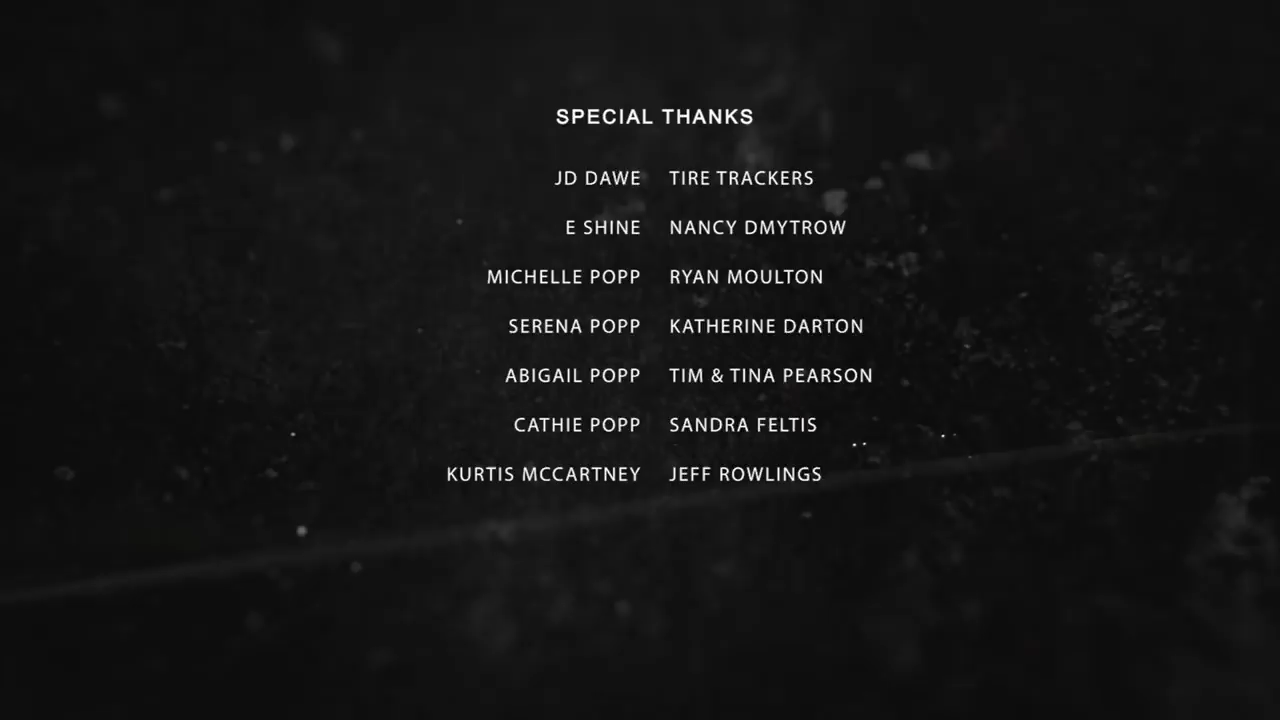 SPECIAL THANKS
JD DAWE TIRE TRACKERS
E SHINE NANCY DMYTROW
MICHELLE POPP RYAN MOULTON
SERENA POPP KATHERINE DARTON
ABIGAIL POPP TIM & TINA PEARSON
CATHIE POPP SANDRA FELTIS
KURTIS MCCARTNEY JEFF ROWLINGS